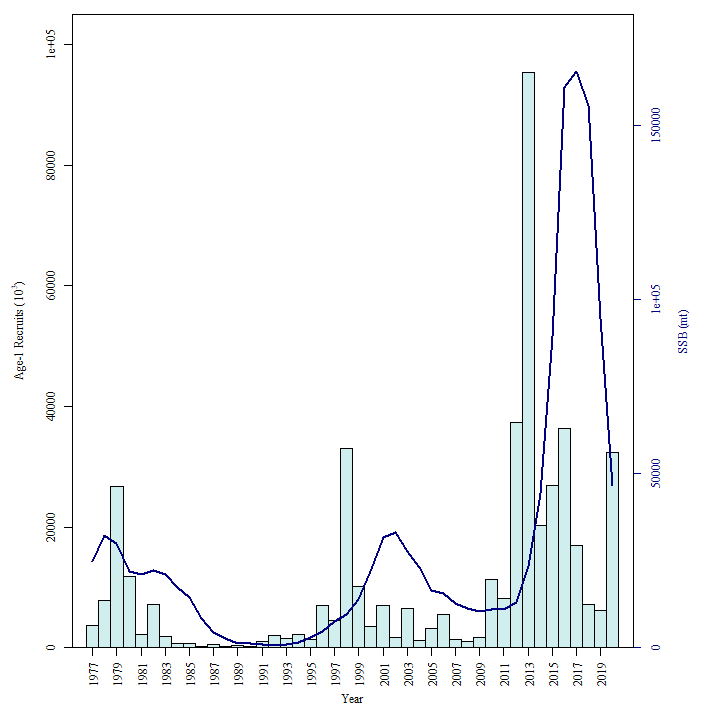 1e+05
80000
60000
40000
20000
0
Age-1 Recruits (10³)
150000
1e+05
50000
0
SSB (mt)
1977 1979 1981 1983 1985 1987 1989 1991 1993 1995 1997 1999 2001 2003 2005 2007 2009 2011 2013 2015 2017 2019
Year